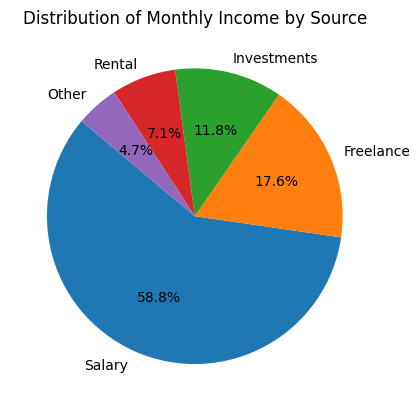 Distribution of Monthly Income by Source
Investments
Rental
Other
Freelance
Salary
11.8%
7.1%
4.7%
17.6%
58.8%